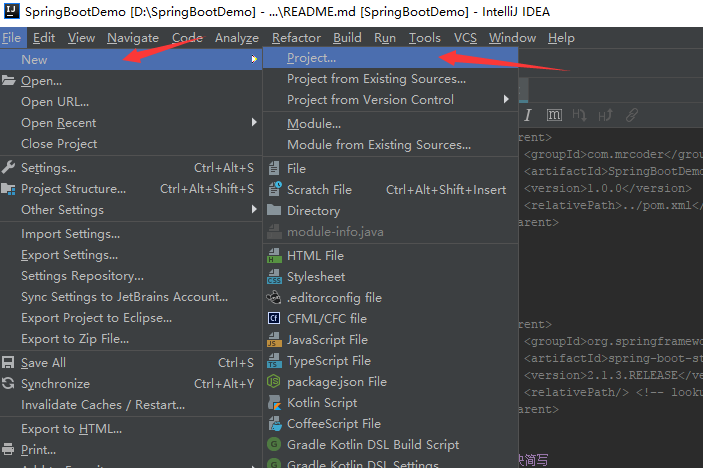 SpringBootDemo [D:\SpringBootDemo] - ...\README.md [SpringBootDemo] - IntelliJ IDEA
File Edit View Navigate Code Analyze Refactor Build Run Tools VCS Window Help
New
Open...
Open URL...
Open Recent
Close Project
Settings... Ctrl+Alt+S
Project Structure... Ctrl+Alt+Shift+S
Other Settings
Import Settings...
Export Settings...
Settings Repository...
Sync Settings to JetBrains Account...
Export Project to Eclipse...
Export to Zip File...
Save All Ctrl+S
Synchronize Ctrl+Alt+Y
Invalidate Caches / Restart...
Export to HTML...
Print...
Project...
Project from Existing Sources...
Project from Version Control
Module...
Module from Existing Sources...
File
Scratch File Ctrl+Alt+Shift+Insert
Directory
module-info.java
HTML File
Stylesheet
.editorconfig file
CFML/CFC file
JavaScript File
TypeScript File
package.json File
Kotlin Script
CoffeeScript File
Gradle Kotlin DSL Build Script
Gradle Kotlin DSL Settings
rent>
<groupId>com.mrcoder</grou
<artifactId>SpringBootDemo
<version>1.0.0</version>
<relativePath>../pom.xml</
arent>
rent>
<groupId>org.springframewo
<artifactId>spring-boot-st
<version>2.1.3.RELEASE</ve
<relativePath/> <!-- looku
arent>
块简写